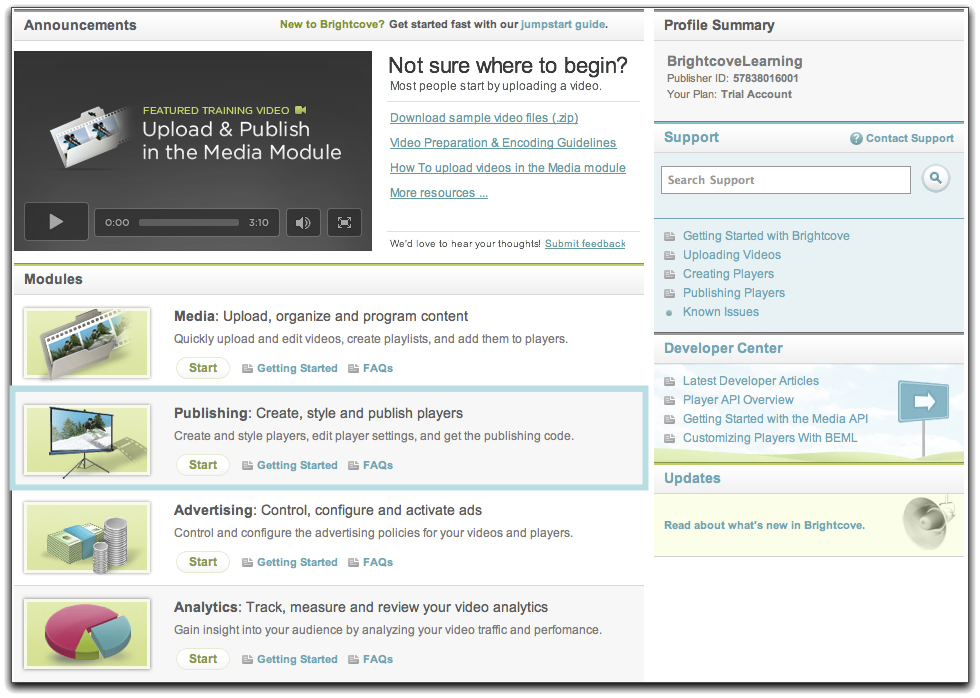 Announcements
New to Brightcove? Get started fast with our jumpstart guide.
FEATURED TRAINING VIDEO
Upload & Publish
in the Media Module
0:00
3:10
Not sure where to begin?
Most people start by uploading a video.
Download sample video files (.zip)
Video Preparation & Encoding Guidelines
How To upload videos in the Media module
More resources ...
We'd love to hear your thoughts! Submit feedback
Modules
Media: Upload, organize and program content
Quickly upload and edit videos, create playlists, and add them to players.
Start Getting Started FAQs
Publishing: Create, style and publish players
Create and style players, edit player settings, and get the publishing code.
Start Getting Started FAQs
Advertising: Control, configure and activate ads
Control and configure the advertising policies for your videos and players.
Start Getting Started FAQs
Analytics: Track, measure and review your video analytics
Gain insight into your audience by analyzing your video traffic and perfomance.
Start Getting Started FAQs
Profile Summary
BrightcoveLearning
Publisher ID: 57838016001
Your Plan: Trial Account
Support
? Contact Support
Search Support
Getting Started with Brightcove
Uploading Videos
Creating Players
Publishing Players
Known Issues
Developer Center
Latest Developer Articles
Player API Overview
Getting Started with the Media API
Customizing Players With BEML
Updates
Read about what's new in Brightcove.